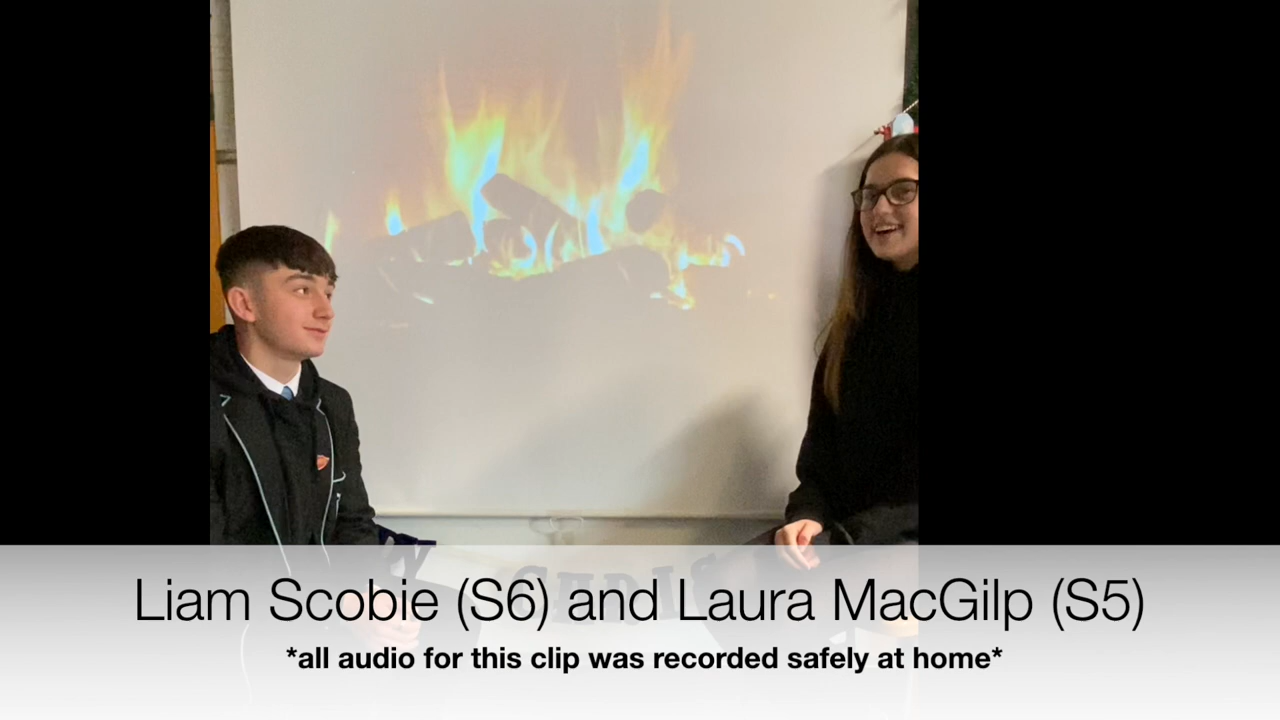 Liam Scobie (S6) and Laura MacGilp (S5)
*all audio for this clip was recorded safely at home*